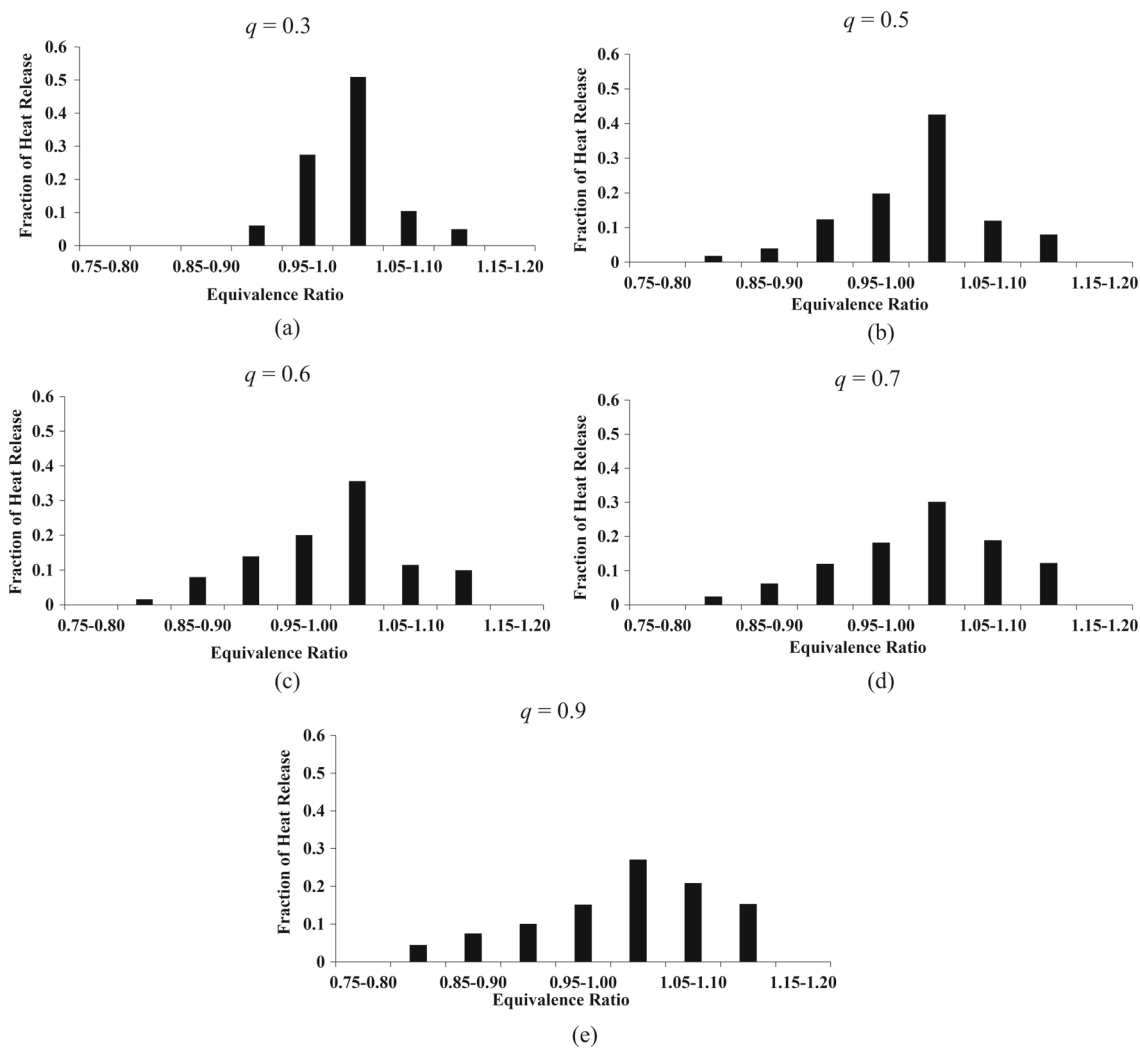 q = 0.3
Fraction of Heat Release
0.6
0.5
0.4
0.3
0.2
0.1
0
0.75-0.80 0.85-0.90 0.95-1.0 1.05-1.10 1.15-1.20
Equivalence Ratio
(a)
q = 0.5
Fraction of Heat Release
0.6
0.5
0.4
0.3
0.2
0.1
0
0.75-0.80 0.85-0.90 0.95-1.00 1.05-1.10 1.15-1.20
Equivalence Ratio
(b)
q = 0.6
Fraction of Heat Release
0.6
0.5
0.4
0.3
0.2
0.1
0
0.75-0.80 0.85-0.90 0.95-1.00 1.05-1.10 1.15-1.20
Equivalence Ratio
(c)
q = 0.7
Fraction of Heat Release
0.6
0.5
0.4
0.3
0.2
0.1
0
0.75-0.80 0.85-0.90 0.95-1.00 1.05-1.10 1.15-1.20
Equivalence Ratio
(d)
q = 0.9
Fraction of Heat Release
0.6
0.5
0.4
0.3
0.2
0.1
0
0.75-0.80 0.85-0.90 0.95-1.00 1.05-1.10 1.15-1.20
Equivalence Ratio
(e)